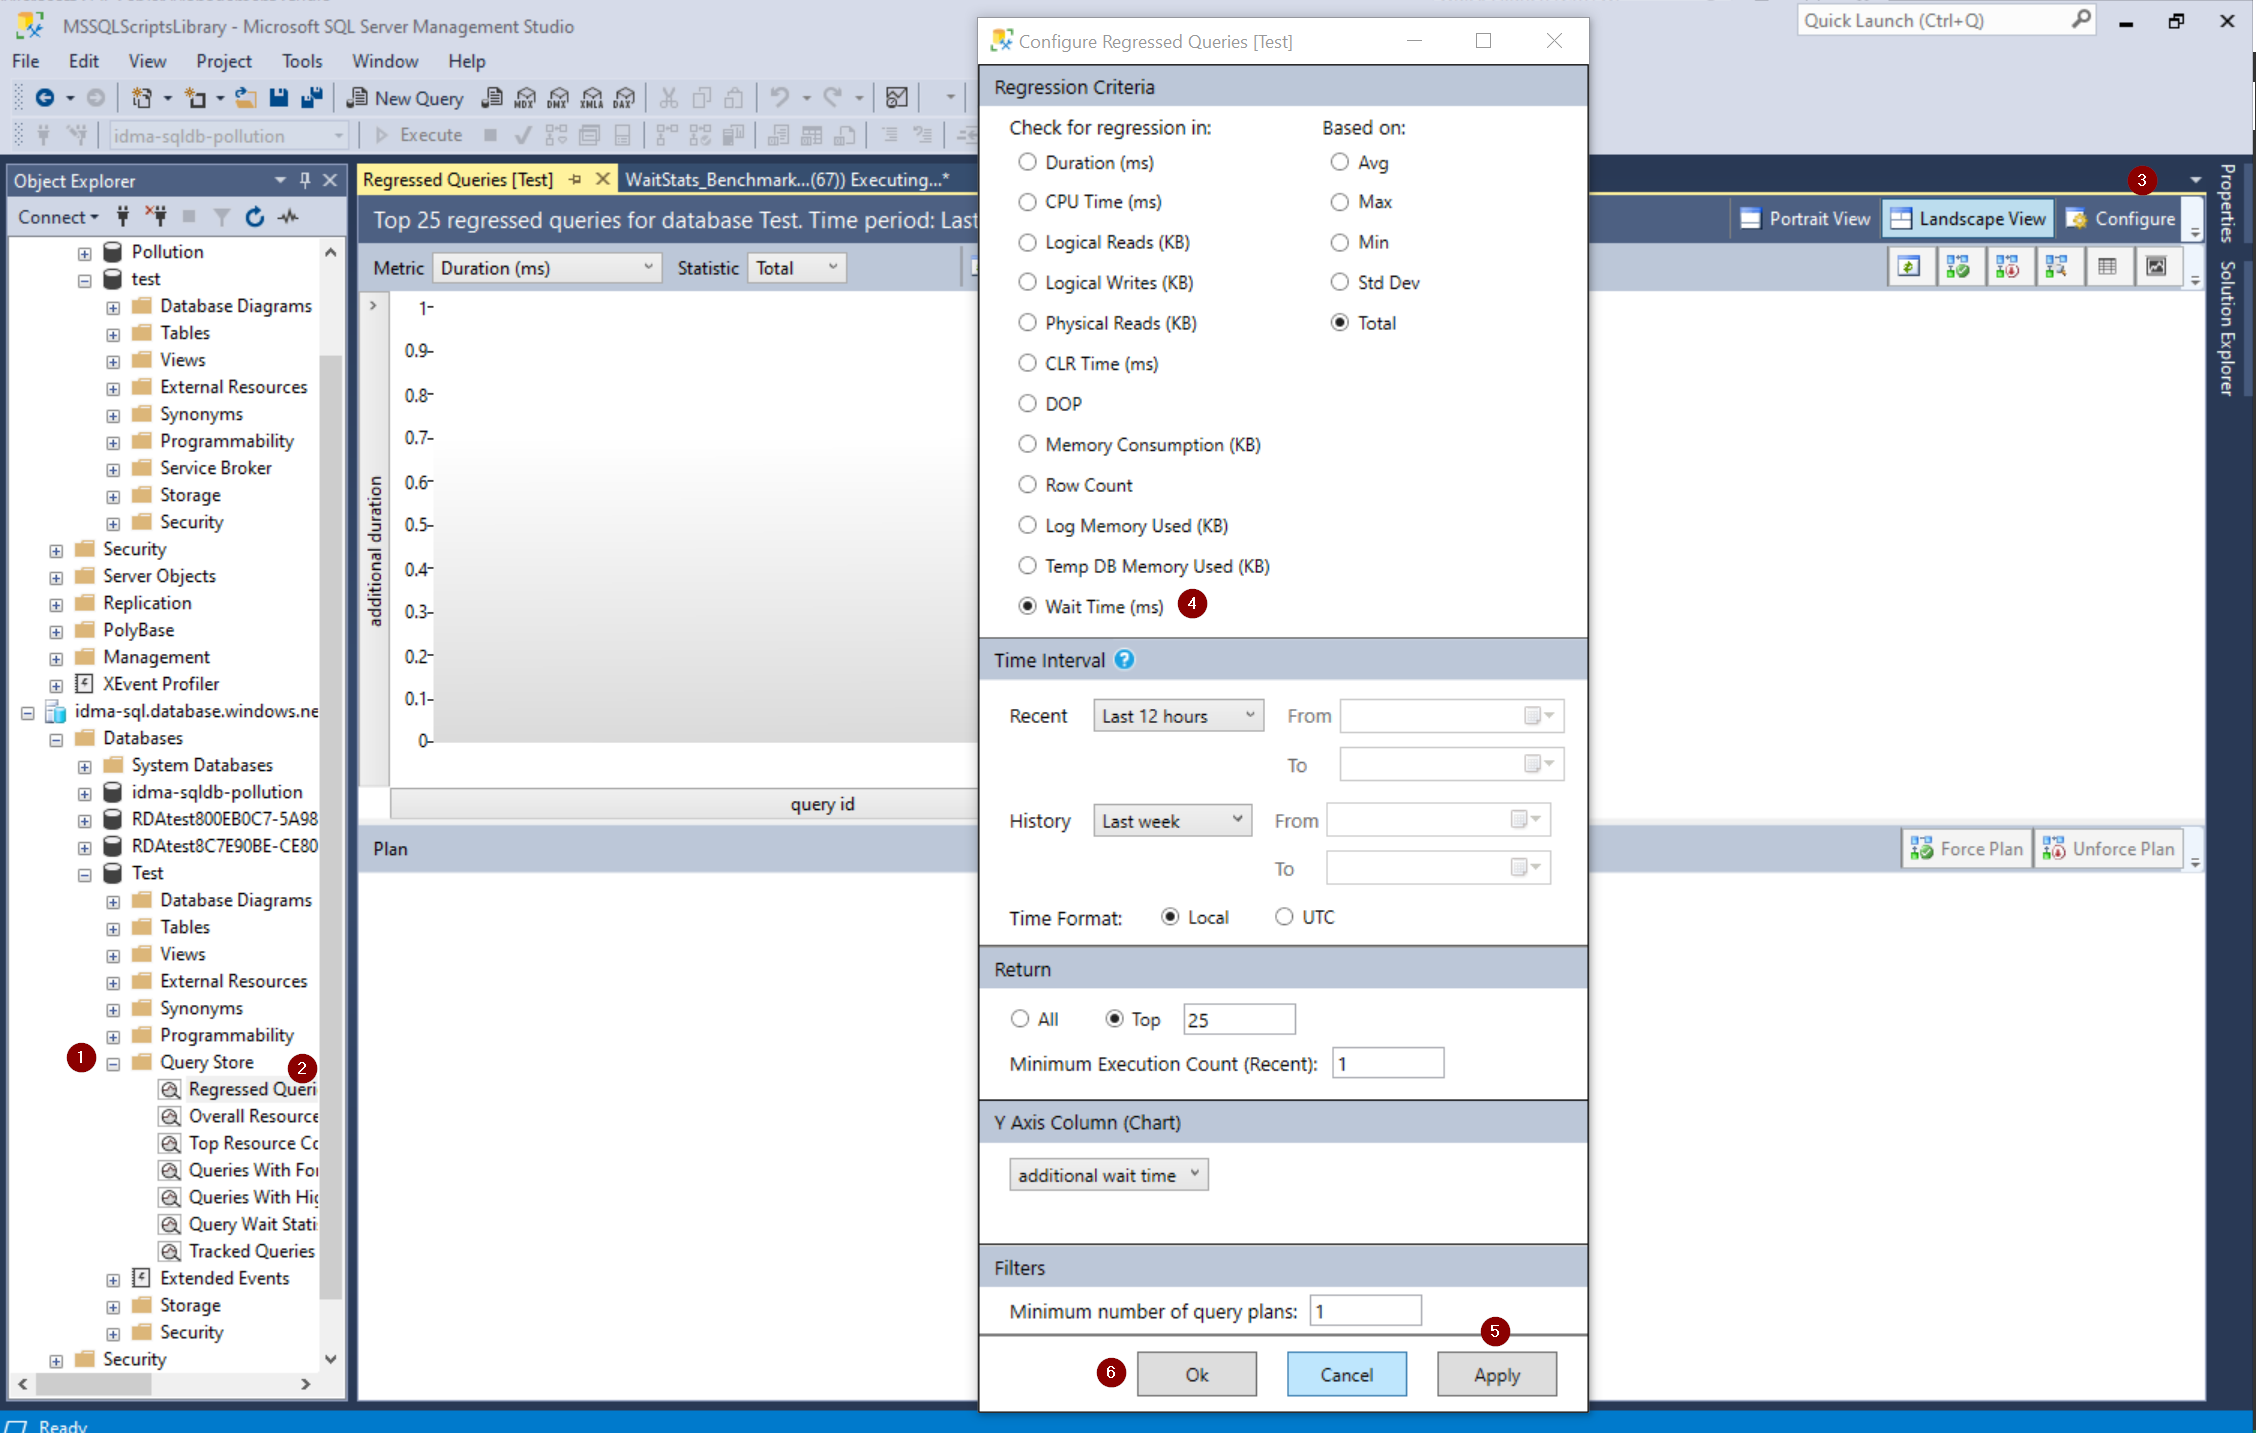 MSSQLScriptsLibrary - Microsoft SQL Server Management Studio
Quick Launch (Ctrl+Q)
File Edit View Project Tools Window Help
New Query MDX DMX XMLA DAX
idma-sqldb-pollution Execute
Object Explorer
Connect
Pollution
test
Database Diagrams
Tables
Views
External Resources
Synonyms
Programmability
Service Broker
Storage
Security
Security
Server Objects
Replication
PolyBase
Management
XEvent Profiler
idma-sql.database.windows.ne
Databases
System Databases
idma-sqldb-pollution
RDAtest800EB0C7-5A98
RDAtest8C7E90BE-CE80
Test
Database Diagrams
Tables
Views
External Resources
Synonyms
Programmability
1 Query Store 2
Regressed Queri
Overall Resource
Top Resource Co
Queries With For
Queries With Hig
Query Wait Stati
Tracked Queries
Extended Events
Storage
Security
Security
Regressed Queries [Test] WaitStats_Benchmark...(67)) Executing...*
Top 25 regressed queries for database Test. Time period: Last
Metric Duration (ms) Statistic Total
1
0.9
0.8
0.7
0.6
0.5
0.4
0.3
0.2
0.1
0
additional duration
query id
Plan
Configure Regressed Queries [Test]
Regression Criteria
Check for regression in: Based on:
Duration (ms) Avg
CPU Time (ms) Max
Logical Reads (KB) Min
Logical Writes (KB) Std Dev
Physical Reads (KB) Total
CLR Time (ms)
DOP
Memory Consumption (KB)
Row Count
Log Memory Used (KB)
Temp DB Memory Used (KB)
Wait Time (ms) 4
Time Interval ?
Recent Last 12 hours From
To
History Last week From
To
Time Format: Local UTC
Return
All Top 25
Minimum Execution Count (Recent): 1
Y Axis Column (Chart)
additional wait time
Filters
Minimum number of query plans: 1
5
6 Ok Cancel Apply
3
Portrait View Landscape View Configure
Force Plan Unforce Plan
Properties
Solution Explorer
Ready